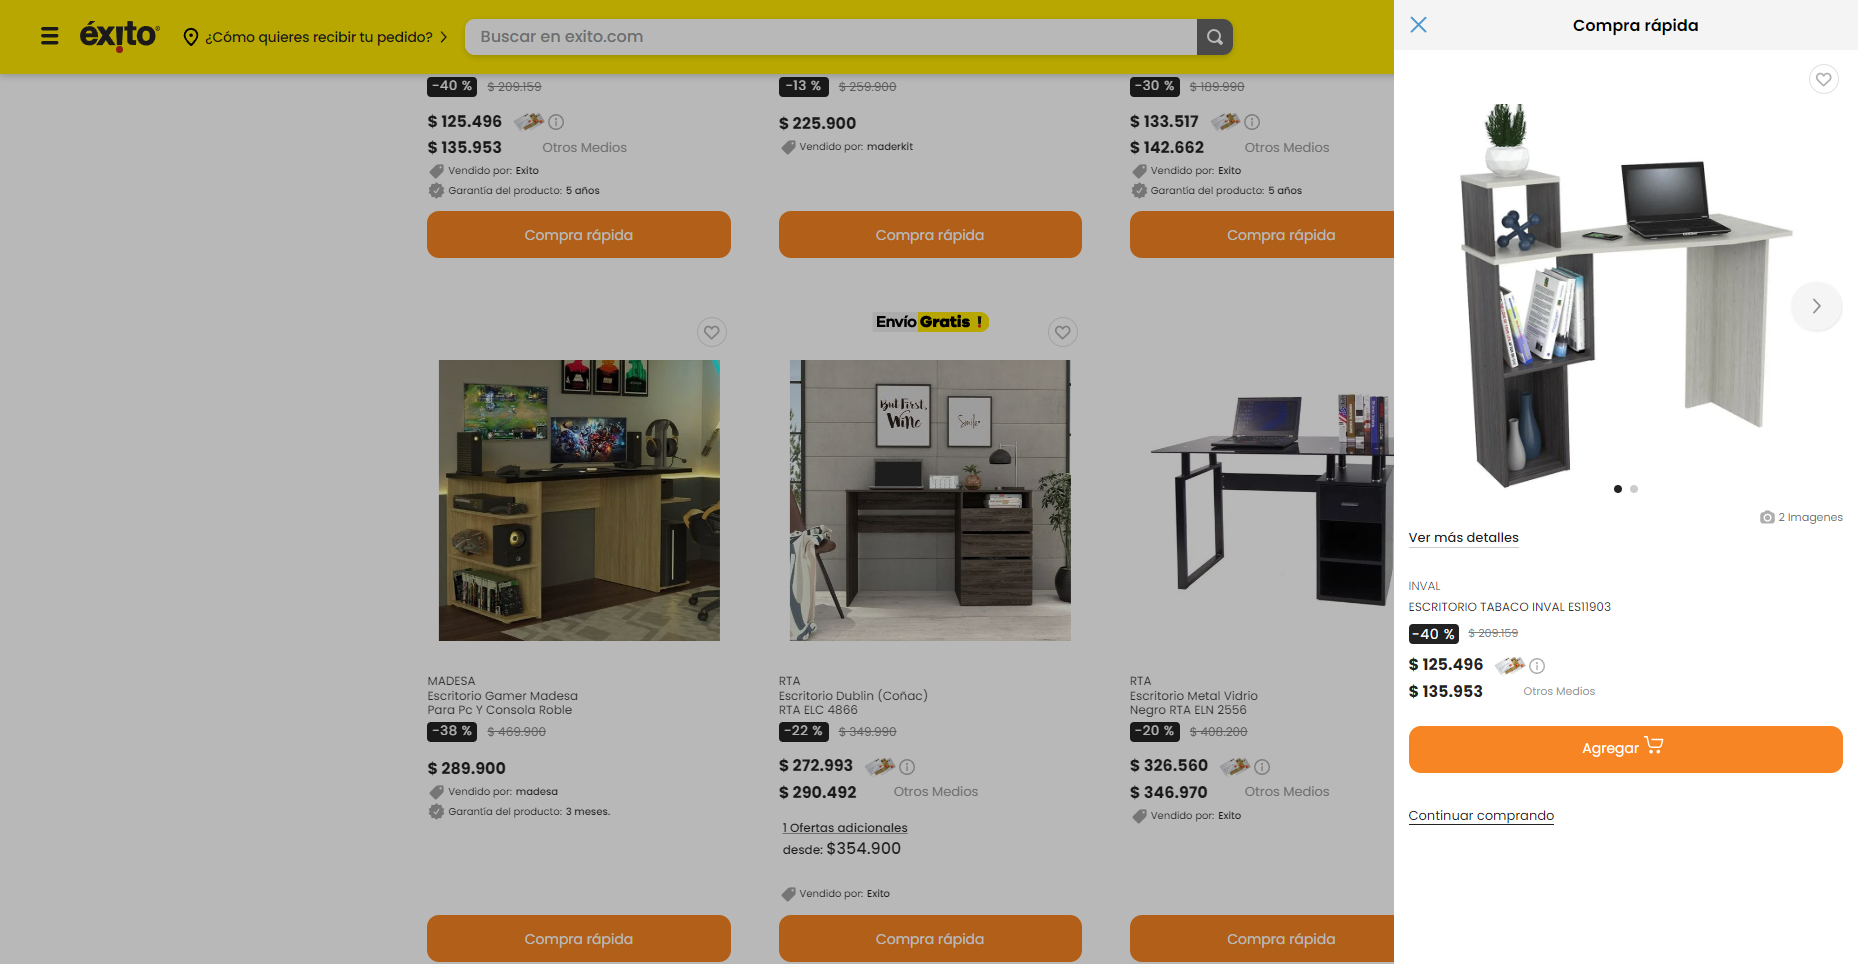 éxito
¿Cómo quieres recibir tu pedido?
Buscar en exito.com
-40 % $ 209.159
$ 125.496
$ 135.953 Otros Medios
Vendido por: Exito
Garantía del producto: 5 años
Compra rápida
-13 % $ 259.900
$ 225.900
Vendido por: maderkit
Compra rápida
-30 % $ 189.990
$ 133.517
$ 142.662 Otros Medios
Vendido por: Exito
Garantía del producto: 5 años
Compra rápida
MADESA
Escritorio Gamer Madesa
Para Pc Y Consola Roble
-38 % $ 469.900
$ 289.900
Vendido por: madesa
Garantía del producto: 3 meses.
Compra rápida
Envío Gratis !
But First,
Wine
Smile
RTA
Escritorio Dublin (Coñac)
RTA ELC 4866
-22 % $ 349.990
$ 272.993
$ 290.492 Otros Medios
1 Ofertas adicionales
desde: $354.900
Vendido por: Exito
Compra rápida
RTA
Escritorio Metal Vidrio
Negro RTA ELN 2556
-20 % $ 408.200
$ 326.560
$ 346.970 Otros Medios
Vendido por: Exito
Compra rápida
Compra rápida
2 Imagenes
Ver más detalles
INVAL
ESCRITORIO TABACO INVAL ES11903
-40 % $ 209.159
$ 125.496
$ 135.953 Otros Medios
Agregar
Continuar comprando